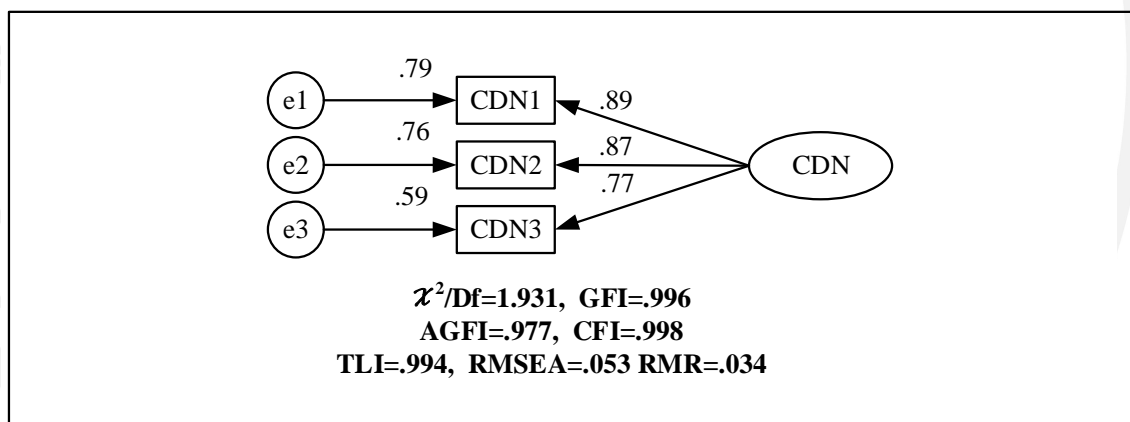 .79
e1 CDN1 .89
.76
e2 CDN2 .87 CDN
.77
.59
e3 CDN3
𝒳²/Df=1.931, GFI=.996
AGFI=.977, CFI=.998
TLI=.994, RMSEA=.053 RMR=.034